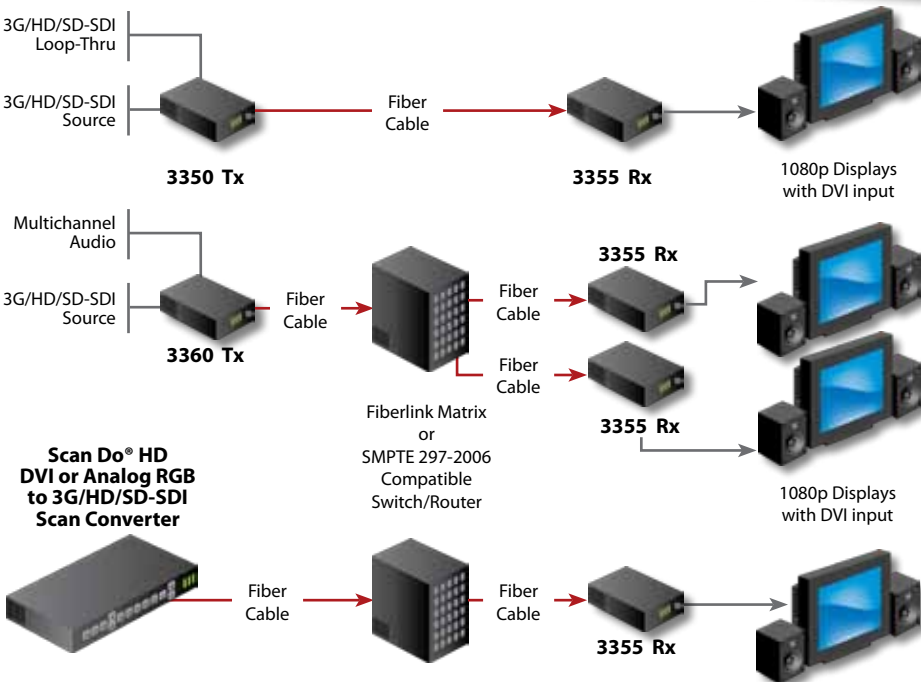 3G/HD/SD-SDI
Loop-Thru
3G/HD/SD-SDI
Source
Fiber
Cable
3350 Tx
3355 Rx
1080p Displays
with DVI input
Multichannel
Audio
3G/HD/SD-SDI
Source
Fiber
Cable
3360 Tx
Fiber
Cable
3355 Rx
Fiber
Cable
3355 Rx
Fiberlink Matrix
or
SMPTE 297-2006
Compatible
Switch/Router
1080p Displays
with DVI input
Scan Do® HD
DVI or Analog RGB
to 3G/HD/SD-SDI
Scan Converter
Fiber
Cable
Fiber
Cable
3355 Rx